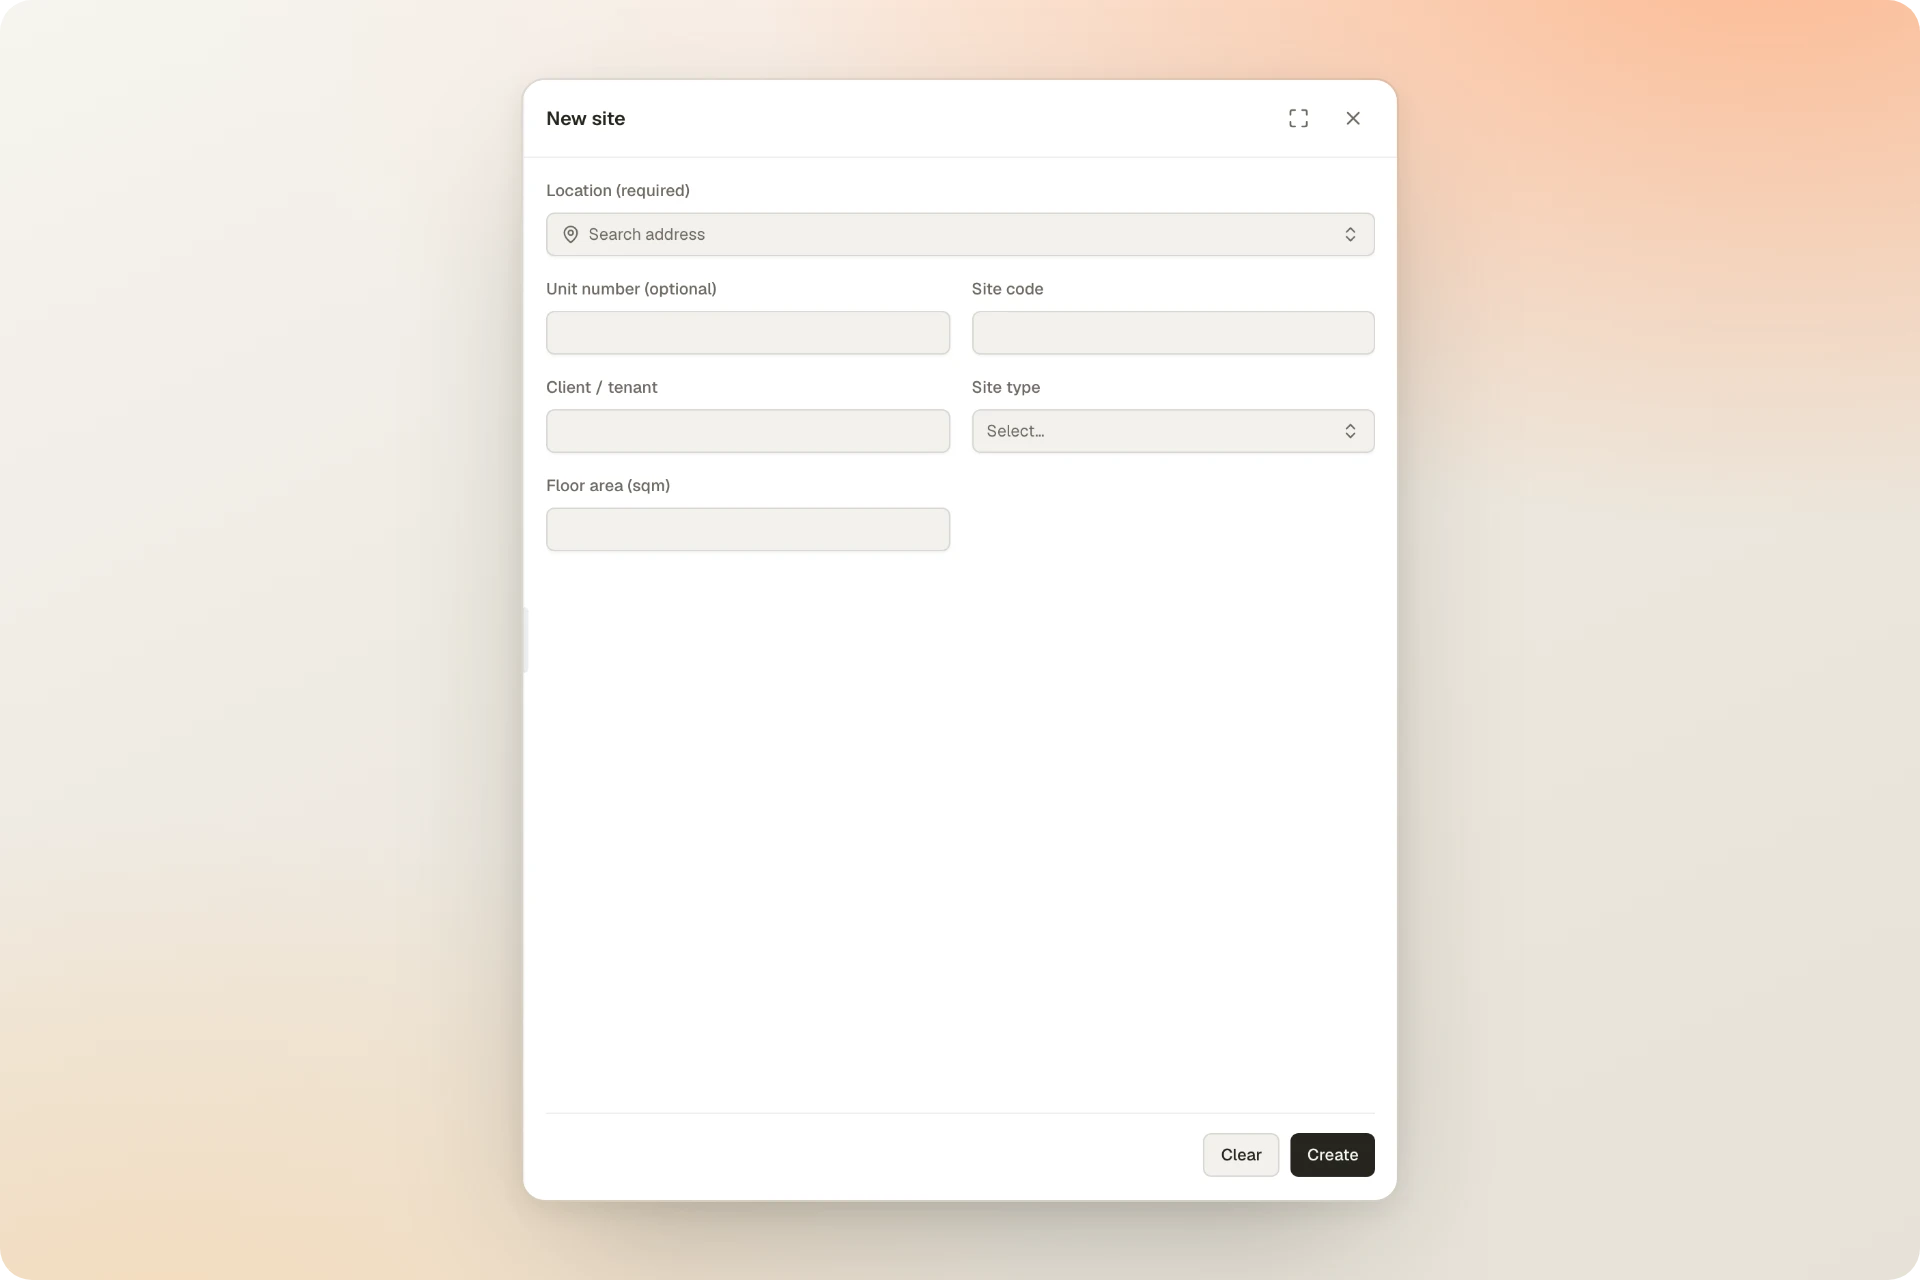 New site
Location (required)
Search address
Unit number (optional)
Site code
Client / tenant
Site type
Select...
Floor area (sqm)
Clear
Create